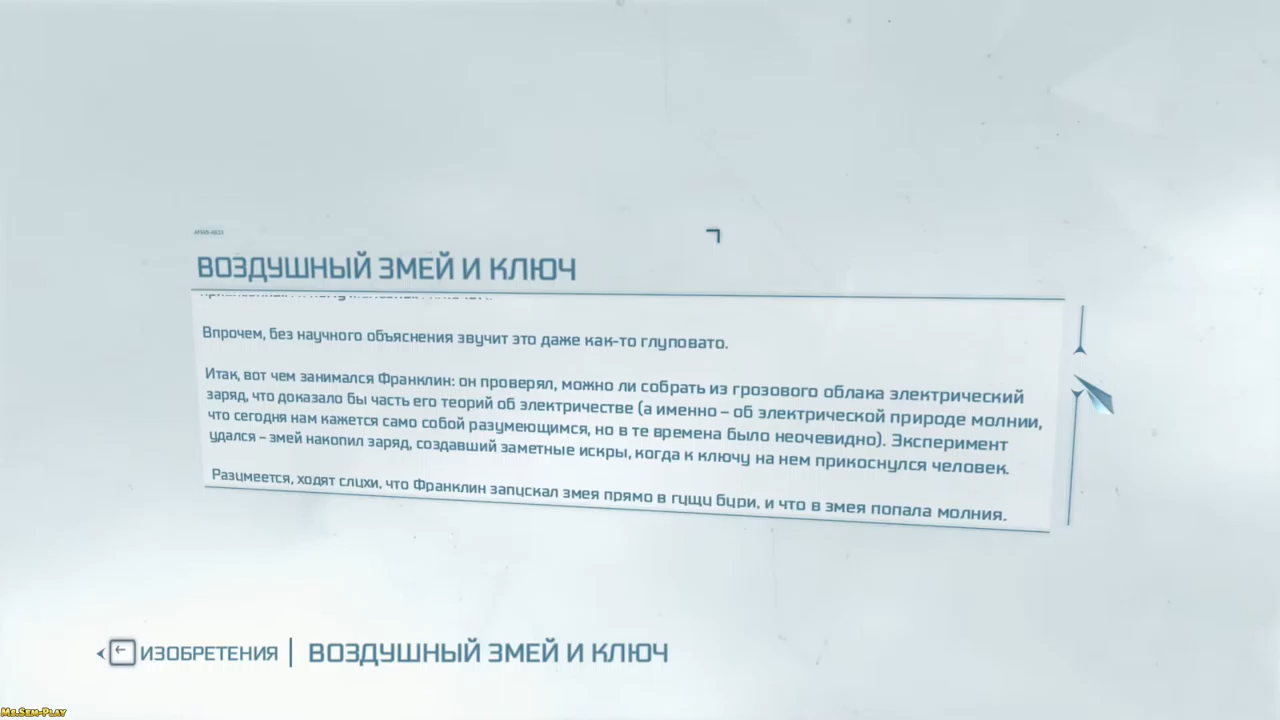 ВОЗДУШНЫЙ ЗМЕЙ И КЛЮЧ
Впрочем, без научного объяснения звучит это даже как-то глуповато.
Итак, вот чем занимался Франклин: он проверял, можно ли собрать из грозового облака электрический
заряд, что доказало бы часть его теорий об электричестве (а именно – об электрической природе молнии,
что сегодня нам кажется само собой разумеющимся, но в те времена было неочевидно). Эксперимент
удался – змей накопил заряд, создавший заметные искры, когда к ключу на нем прикоснулся человек.
Разумеется, ходят слухи, что Франклин запускал змея прямо в гущу бури, и что в змея попала молния.
ИЗОБРЕТЕНИЯ | ВОЗДУШНЫЙ ЗМЕЙ И КЛЮЧ
Ms.Sem-Play